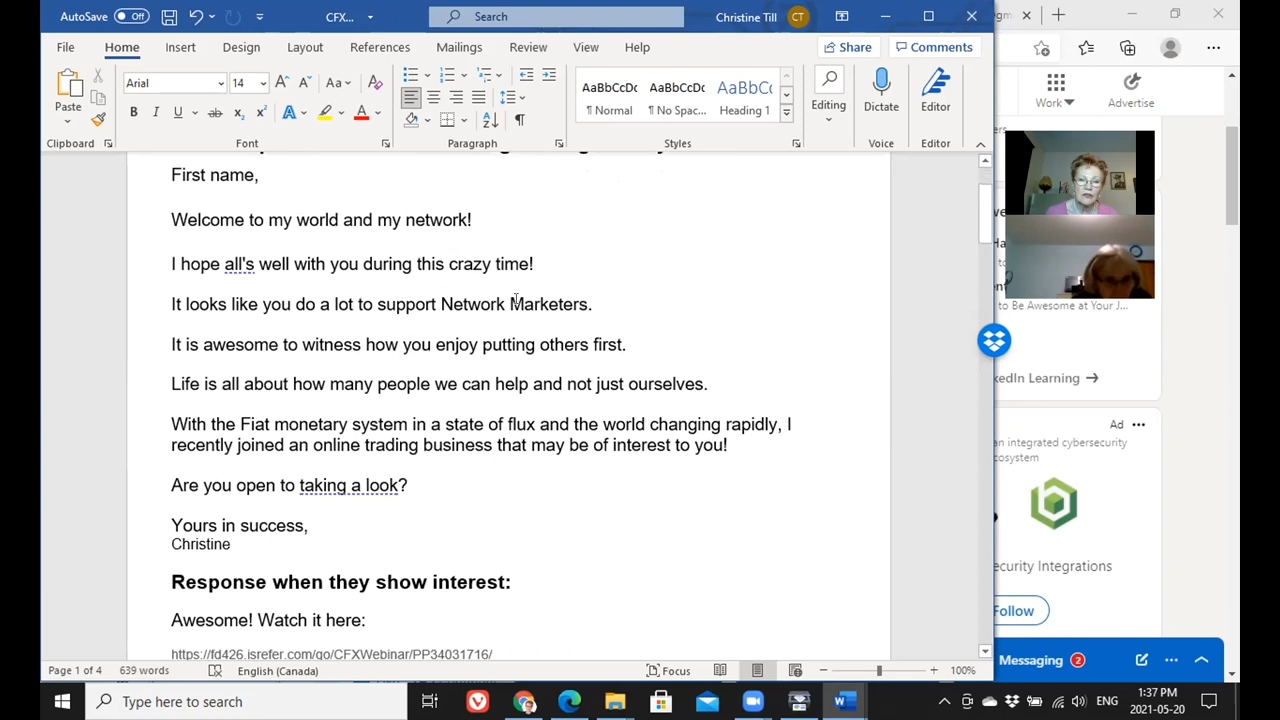 AutoSave Off CFX... Search Christine Till CT
File Home Insert Design Layout References Mailings Review View Help Share Comments
Work Advertise
Paste Arial 14 Aa
AaBbCcDc AaBbCcDc AaBbCc
¶ Normal ¶ No Spac... Heading 1
Editing Dictate Editor
Clipboard Font Paragraph Styles Voice Editor
First name,
Welcome to my world and my network!
I hope all's well with you during this crazy time!
It looks like you do a lot to support Network Marketers.
It is awesome to witness how you enjoy putting others first.
Life is all about how many people we can help and not just ourselves.
With the Fiat monetary system in a state of flux and the world changing rapidly, I
recently joined an online trading business that may be of interest to you!
Are you open to taking a look?
Yours in success,
Christine
Response when they show interest:
Awesome! Watch it here:
https://fd426.isrefer.com/go/CFXWebinar/PP34031716/
to Be Awesome at Your J...
kedIn Learning →
Ad
an integrated cybersecurity
cosystem
ecurity Integrations
Follow
Messaging 2
Page 1 of 4 639 words English (Canada) Focus 100%
Type here to search
ENG 1:37 PM
2021-05-20